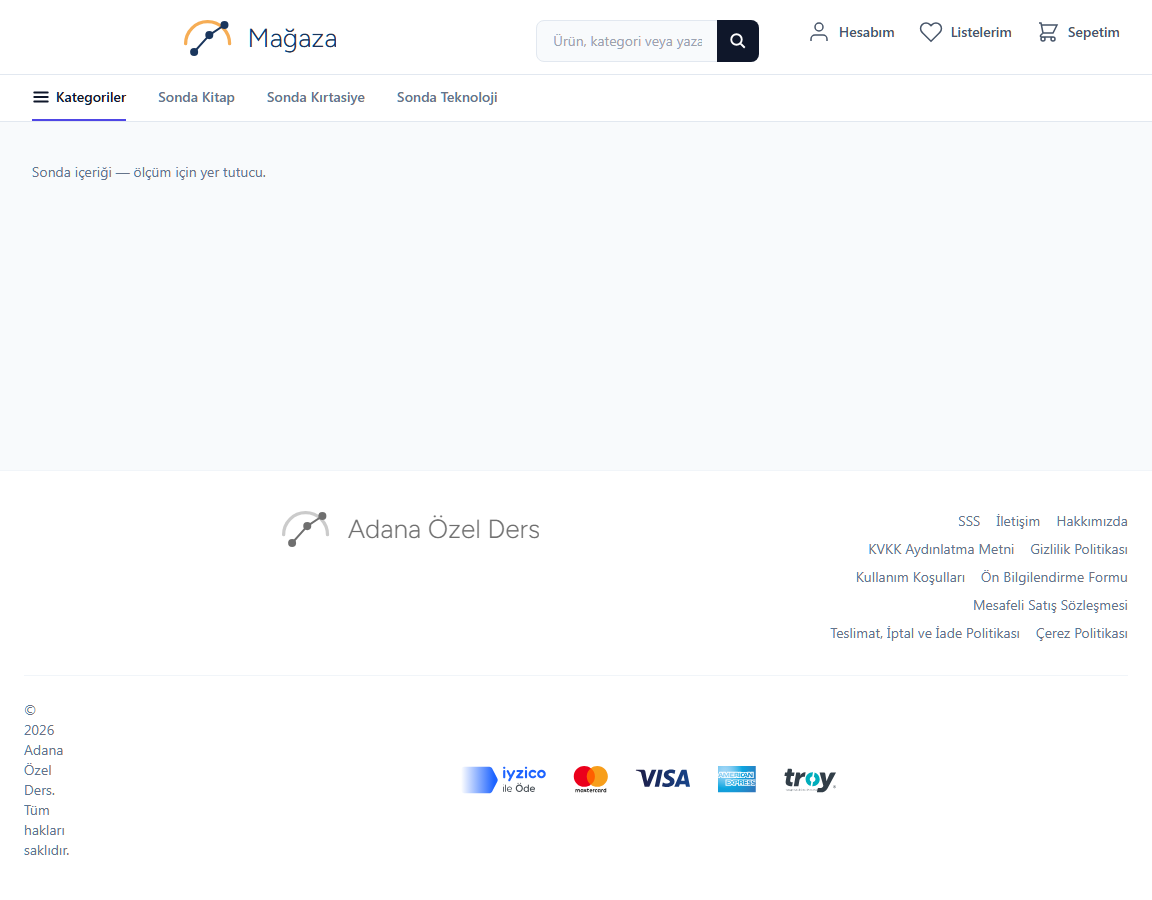 Mağaza
Ürün, kategori veya yaza
Hesabım
Listelerim
Sepetim
Kategoriler
Sonda Kitap
Sonda Kırtasiye
Sonda Teknoloji
Sonda içeriği — ölçüm için yer tutucu.
Adana Özel Ders
SSS İletişim Hakkımızda
KVKK Aydınlatma Metni Gizlilik Politikası
Kullanım Koşulları Ön Bilgilendirme Formu
Mesafeli Satış Sözleşmesi
Teslimat, İptal ve İade Politikası Çerez Politikası
©
2026
Adana
Özel
Ders.
Tüm
hakları
saklıdır.
iyzico
ile Öde
mastercard
VISA
AMERICAN
EXPRESS
troy